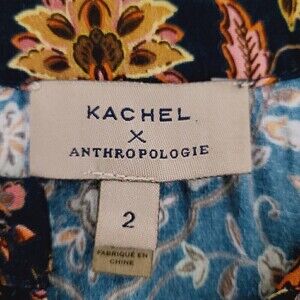 KACHEL
X
ANTHROPOLOGIE
2
FABRIQUÉ EN
CHINE